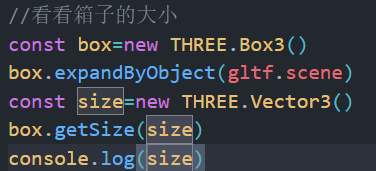 //看看箱子的大小
const box=new THREE.Box3()
box.expandByObject(gltf.scene)
const size=new THREE.Vector3()
box.getSize(size)
console.log(size)